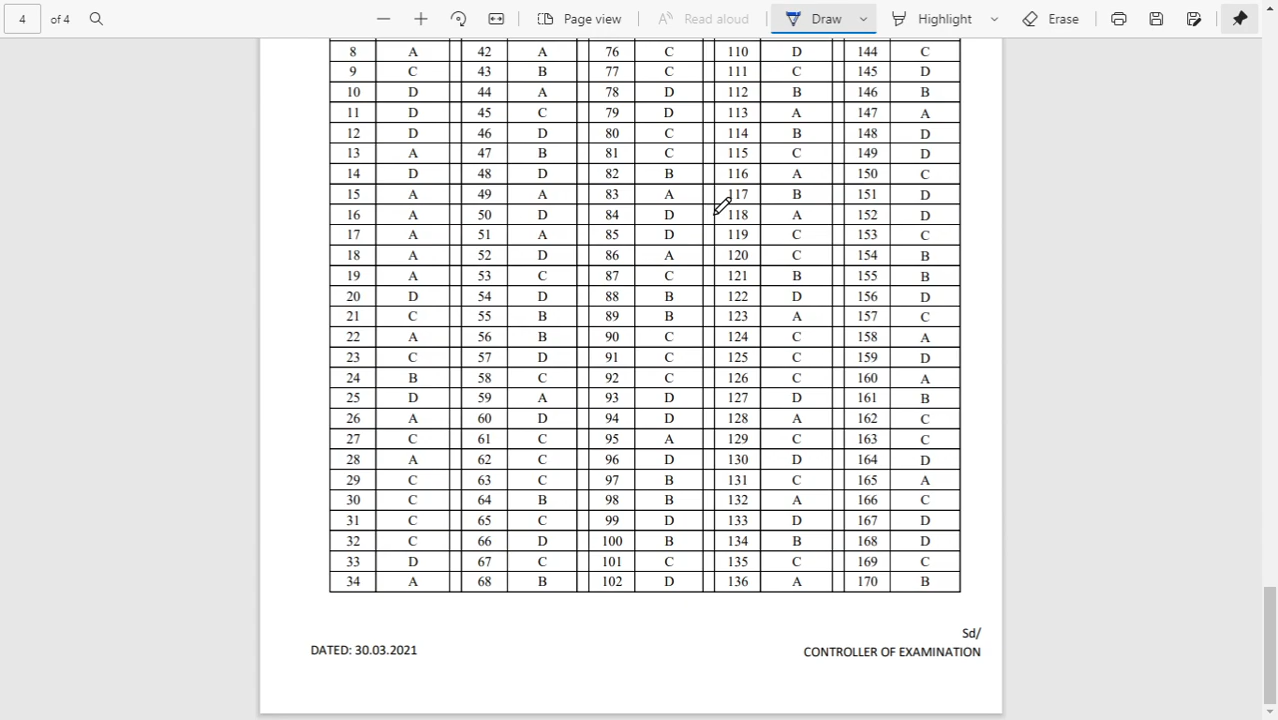 4 of 4 Page view Read aloud Draw Highlight Erase
8 A 42 A 76 C 110 D 144 C
9 C 43 B 77 C 111 C 145 D
10 D 44 A 78 D 112 B 146 B
11 D 45 C 79 D 113 A 147 A
12 D 46 D 80 C 114 B 148 D
13 A 47 B 81 C 115 C 149 D
14 D 48 D 82 B 116 A 150 C
15 A 49 A 83 A 117 B 151 D
16 A 50 D 84 D 118 A 152 D
17 A 51 A 85 D 119 C 153 C
18 A 52 D 86 A 120 C 154 B
19 A 53 C 87 C 121 B 155 B
20 D 54 D 88 B 122 D 156 D
21 C 55 B 89 B 123 A 157 C
22 A 56 B 90 C 124 C 158 A
23 C 57 D 91 C 125 C 159 D
24 B 58 C 92 C 126 C 160 A
25 D 59 A 93 D 127 D 161 B
26 A 60 D 94 D 128 A 162 C
27 C 61 C 95 A 129 C 163 C
28 A 62 C 96 D 130 D 164 D
29 C 63 C 97 B 131 C 165 A
30 C 64 B 98 B 132 A 166 C
31 C 65 C 99 D 133 D 167 D
32 C 66 D 100 B 134 B 168 D
33 D 67 C 101 C 135 C 169 C
34 A 68 B 102 D 136 A 170 B
Sd/
DATED: 30.03.2021 CONTROLLER OF EXAMINATION